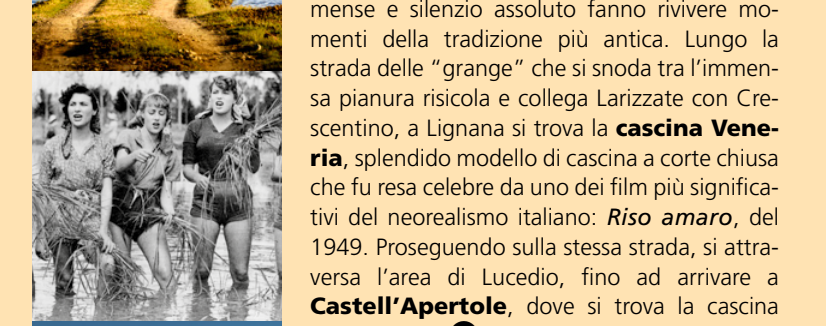 mense e silenzio assoluto fanno rivivere mo-
menti della tradizione più antica. Lungo la
strada delle “grange” che si snoda tra l’immen-
sa pianura risicola e collega Larizzate con Cre-
scentino, a Lignana si trova la cascina Vene-
ria, splendido modello di cascina a corte chiusa
che fu resa celebre da uno dei film più significa-
tivi del neorealismo italiano: Riso amaro, del
1949. Proseguendo sulla stessa strada, si attra-
versa l’area di Lucedio, fino ad arrivare a
Castell’Apertole, dove si trova la cascina